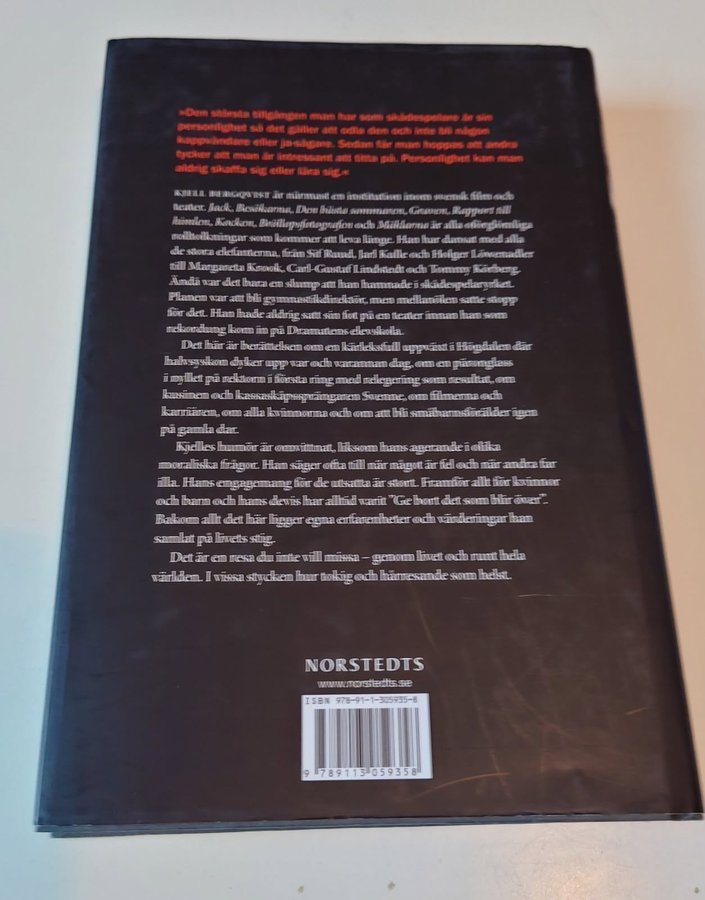 »Den största tillgången man har som skådespelare är sin
personlighet så det gäller att odla den och inte bli någon
kappvändare eller ja-sägare. Sedan får man hoppas att andra
tycker att man är intressant att titta på. Personlighet kan man
aldrig skaffa sig eller lära sig.«
KJELL BERGQVIST är närmast en institution inom svensk film och
teater. Jack, Besökarna, Den bästa sommaren, Graven, Rapport till
himlen, Kocken, Bröllopsfotografen och Mäklarna är alla oförglömliga
rolltolkningar som kommer att leva länge. Han har dansat med alla
de stora elefanterna, från Sif Ruud, Jarl Kulle och Holger Löwenadler
till Margareta Krook, Carl-Gustaf Lindstedt och Tommy Körberg.
Ändå var det bara en slump att han hamnade i skådespelaryrket.
Planen var att bli gymnastikdirektör, men mellanölen satte stopp
för det. Han hade aldrig satt sin fot på en teater innan han som
rekordung kom in på Dramatens elevskola.
Det här är berättelsen om en kärleksfull uppväxt i Högdalen där
halvsyskon dyker upp var och varannan dag, om en päronglass
i nyllet på rektorn i första ring med relegering som resultat, om
kusinen och kassaskåpssprängaren Svenne, om filmerna och
karriären, om alla kvinnorna och om att bli småbarnsförälder igen
på gamla dar.
Kjelles humör är omvittnat, liksom hans agerande i olika
moraliska frågor. Han säger ofta till när något är fel och när andra far
illa. Hans engagemang för de utsatta är stort. Framför allt för kvinnor
och barn och hans devis har alltid varit ”Ge bort det som blir över”.
Bakom allt det här ligger egna erfarenheter och värderingar han
samlat på livets stig.
Det är en resa du inte vill missa – genom livet och runt hela
världen. I vissa stycken hur tokig och hårresande som helst.
NORSTEDTS
www.norstedts.se
ISBN 978-91-1-305935-8
9 789113 059358